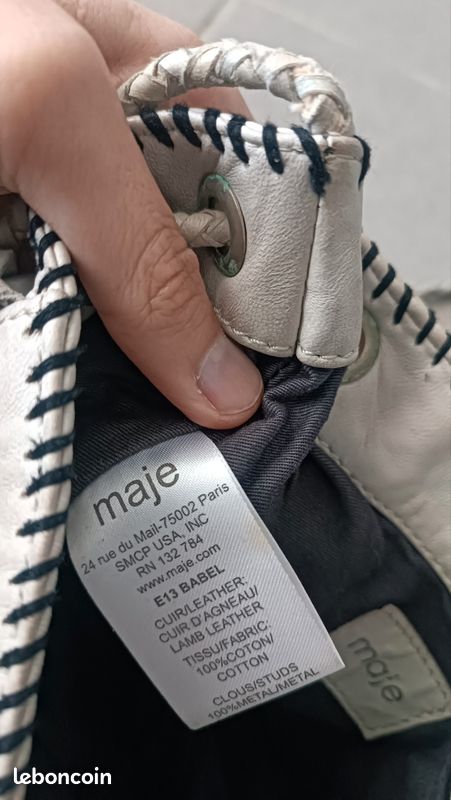 maje
24 rue du Mail-75002 Paris
SMCP USA, INC
RN 132 784
www.maje.com
E13 BABEL
CUIR/LEATHER:
CUIR D'AGNEAU/
LAMB LEATHER
TISSU/FABRIC:
100%COTON/
COTTON
CLOUS/STUDS
100%METAL/METAL
maje
leboncoin